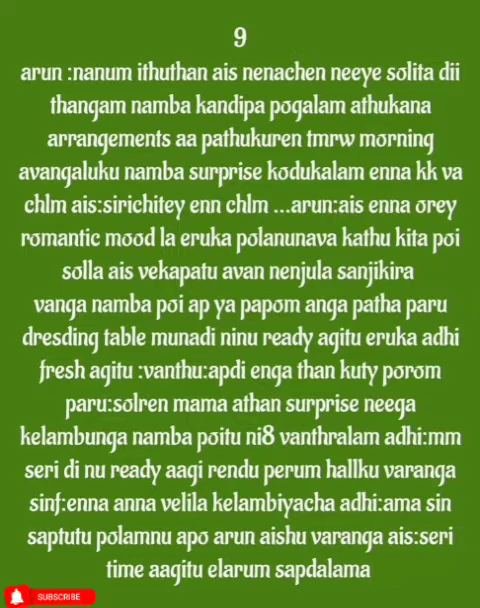 9
arun :nanum ithuthan ais nenachen neeye solita dii
thangam namba kandipa pogalam athukana
arrangements aa pathukuren tmrw morning
avangaluku namba surprise kodukalam enna kk va
chlm ais:sirichitey enn chlm ...arun:ais enna orey
romantic mood la eruka polanunava kathu kita poi
solla ais vekapatu avan nenjula sanjikira
vanga namba poi ap ya papom anga patha paru
dresding table munadi ninu ready agitu eruka adhi
fresh agitu :vanthu:apdi enga than kuty porom
paru:solren mama athan surprise neega
kelambunga namba poitu ni8 vanthralam adhi:mm
seri di nu ready aagi rendu perum hallku varanga
sinf:enna anna velila kelambiyacha adhi:ama sin
saptutu polamnu apo arun aishu varanga ais:seri
time aagitu elarum sapdalama
SUBSCRIBE